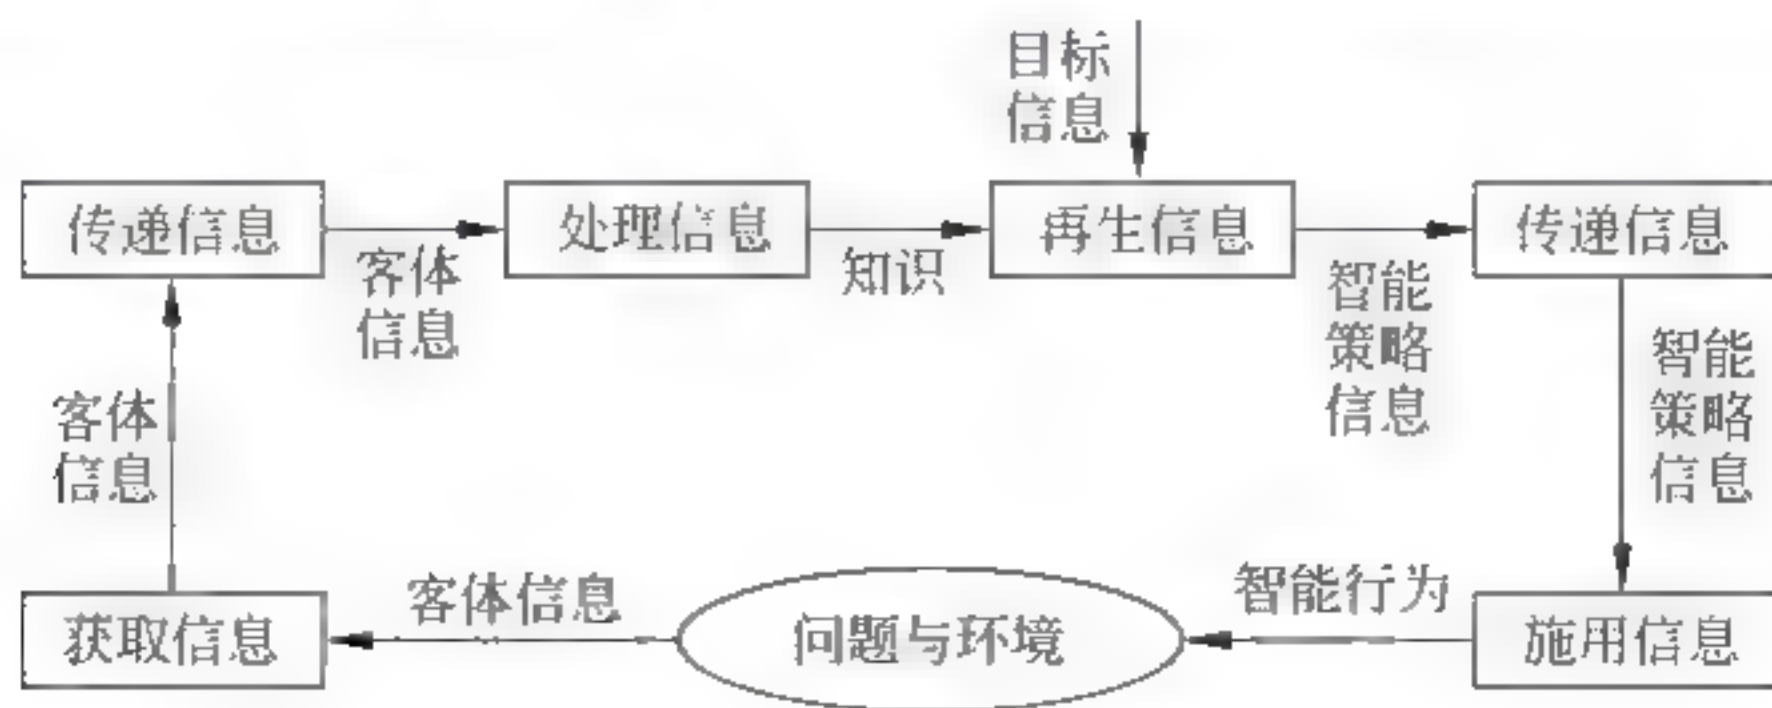 目标
信息
传递信息
处理信息
再生信息
传递信息
客体
信息
知识
智能
策略
信息
智能
策略
信息
客体
信息
获取信息
客体信息
问题与环境
智能行为
施用信息